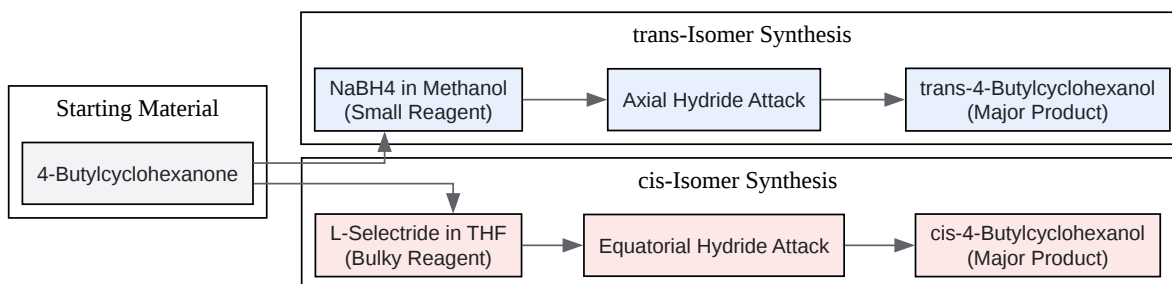 Starting Material
4-Butylcyclohexanone
trans-Isomer Synthesis
NaBH4 in Methanol
(Small Reagent)
Axial Hydride Attack
trans-4-Butylcyclohexanol
(Major Product)
cis-Isomer Synthesis
L-Selectride in THF
(Bulky Reagent)
Equatorial Hydride Attack
cis-4-Butylcyclohexanol
(Major Product)